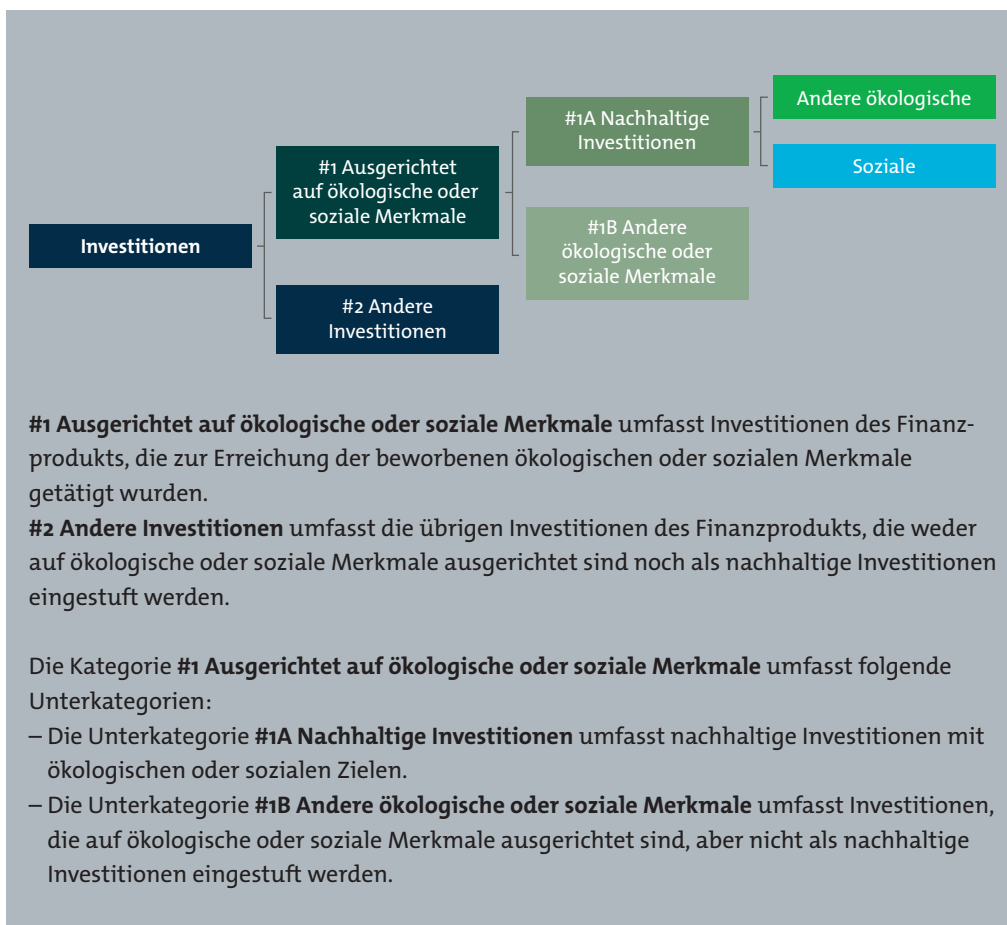 Investitionen
#1 Ausgerichtet
auf ökologische oder
soziale Merkmale
#2 Andere
Investitionen
#1A Nachhaltige
Investitionen
#1B Andere
ökologische oder
soziale Merkmale
Andere ökologische
Soziale
#1 Ausgerichtet auf ökologische oder soziale Merkmale umfasst Investitionen des Finanz-
produkts, die zur Erreichung der beworbenen ökologischen oder sozialen Merkmale
getätigt wurden.
#2 Andere Investitionen umfasst die übrigen Investitionen des Finanzprodukts, die weder
auf ökologische oder soziale Merkmale ausgerichtet sind noch als nachhaltige Investitionen
eingestuft werden.
Die Kategorie #1 Ausgerichtet auf ökologische oder soziale Merkmale umfasst folgende
Unterkategorien:
– Die Unterkategorie #1A Nachhaltige Investitionen umfasst nachhaltige Investitionen mit
ökologischen oder sozialen Zielen.
– Die Unterkategorie #1B Andere ökologische oder soziale Merkmale umfasst Investitionen,
die auf ökologische oder soziale Merkmale ausgerichtet sind, aber nicht als nachhaltige
Investitionen eingestuft werden.